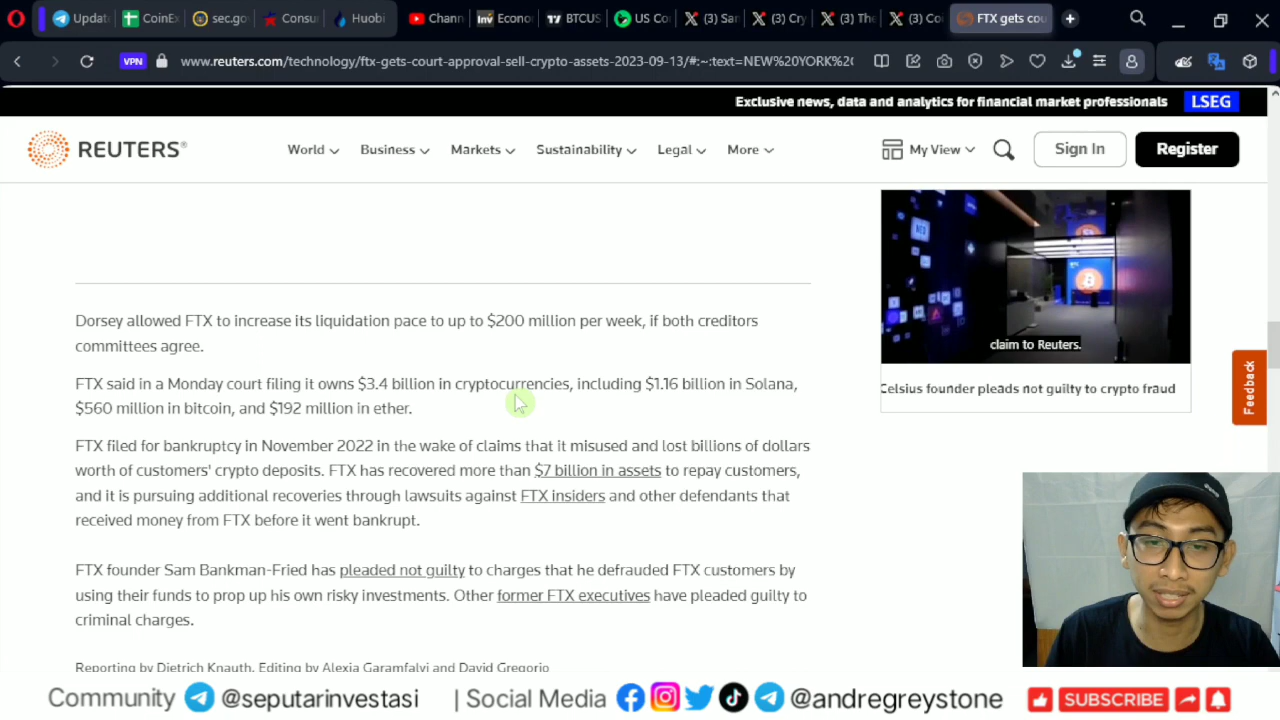 Update
CoinEx
sec.gov
Consu
Huobi
Chann
Econo
BTCUS
US Co
(3) Sar
(3) Cry
(3) The
(3) Co
FTX gets cou
VPN
www.reuters.com/technology/ftx-gets-court-approval-sell-crypto-assets-2023-09-13/#:~:text=NEW%20YORK%2C
Exclusive news, data and analytics for financial market professionals LSEG
REUTERS®
World
Business
Markets
Sustainability
Legal
More
My View
Sign In
Register
claim to Reuters.
Celsius founder pleads not guilty to crypto fraud
Feedback
Dorsey allowed FTX to increase its liquidation pace to up to $200 million per week, if both creditors
committees agree.
FTX said in a Monday court filing it owns $3.4 billion in cryptocurrencies, including $1.16 billion in Solana,
$560 million in bitcoin, and $192 million in ether.
FTX filed for bankruptcy in November 2022 in the wake of claims that it misused and lost billions of dollars
worth of customers' crypto deposits. FTX has recovered more than $7 billion in assets to repay customers,
and it is pursuing additional recoveries through lawsuits against FTX insiders and other defendants that
received money from FTX before it went bankrupt.
FTX founder Sam Bankman-Fried has pleaded not guilty to charges that he defrauded FTX customers by
using their funds to prop up his own risky investments. Other former FTX executives have pleaded guilty to
criminal charges.
Reporting by Dietrich Knauth, Editing by Alexia Garamfalvi and David Gregorio
Community @seputarinvestasi | Social Media @andregreystone SUBSCRIBE